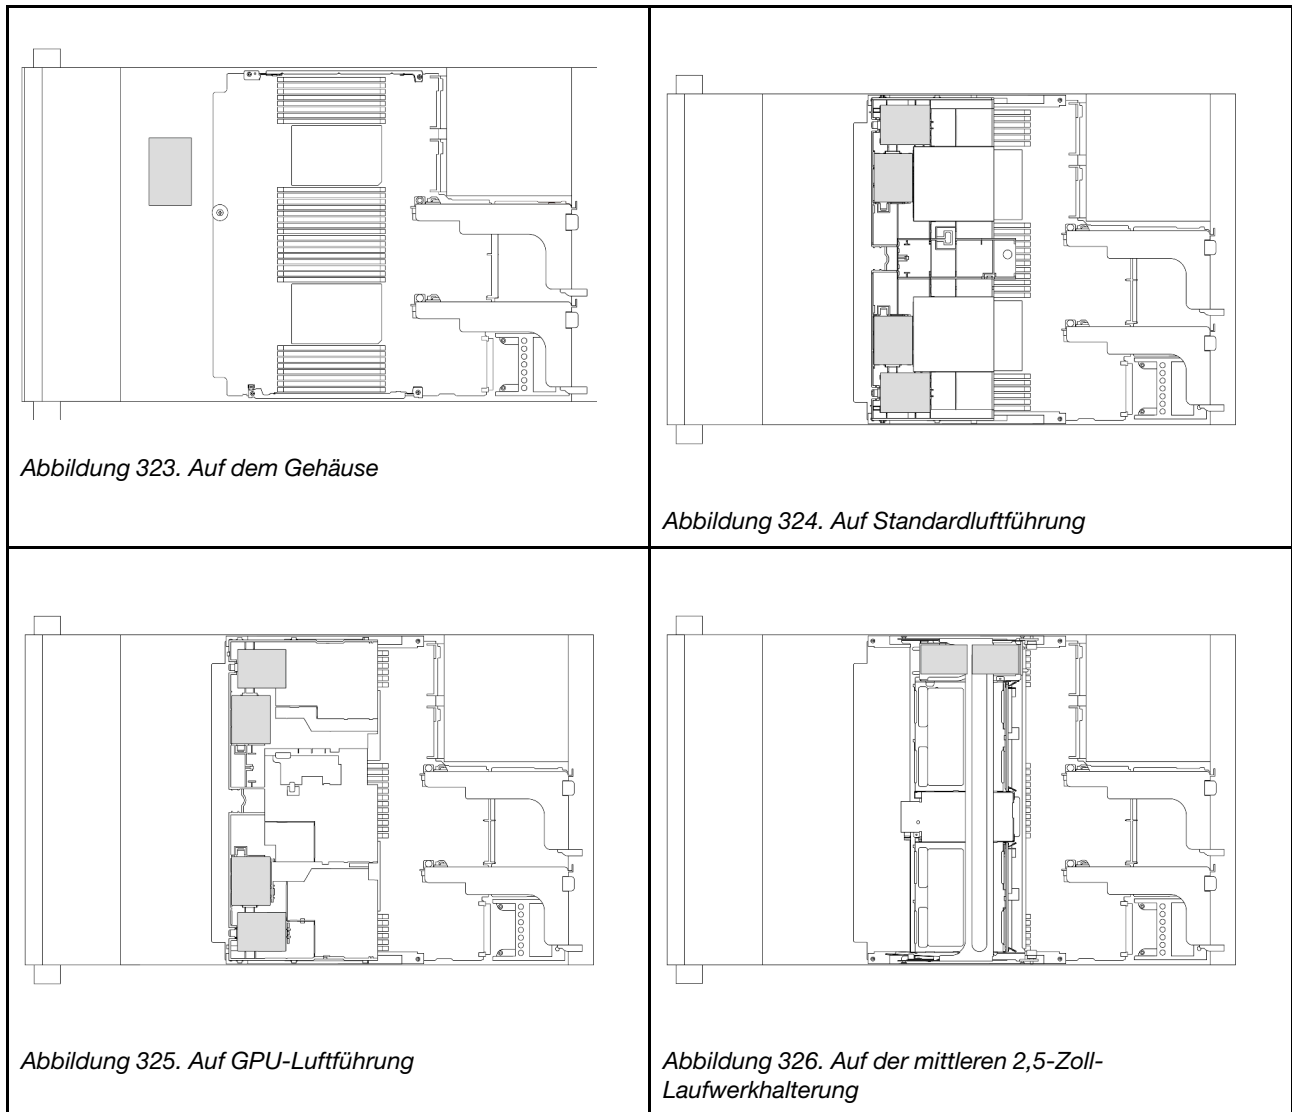 Abbildung 323. Auf dem Gehäuse
Abbildung 324. Auf Standardluftführung
Abbildung 325. Auf GPU-Luftführung
Abbildung 326. Auf der mittleren 2,5-Zoll-
Laufwerkhalterung